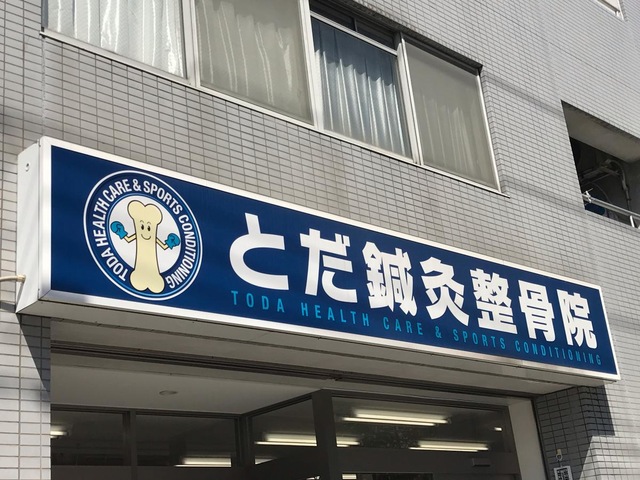 TODA HEALTH CARE & SPORTS CONDITIONING
とだ鍼灸整骨院
TODA HEALTH CARE & SPORTS CONDITIONING